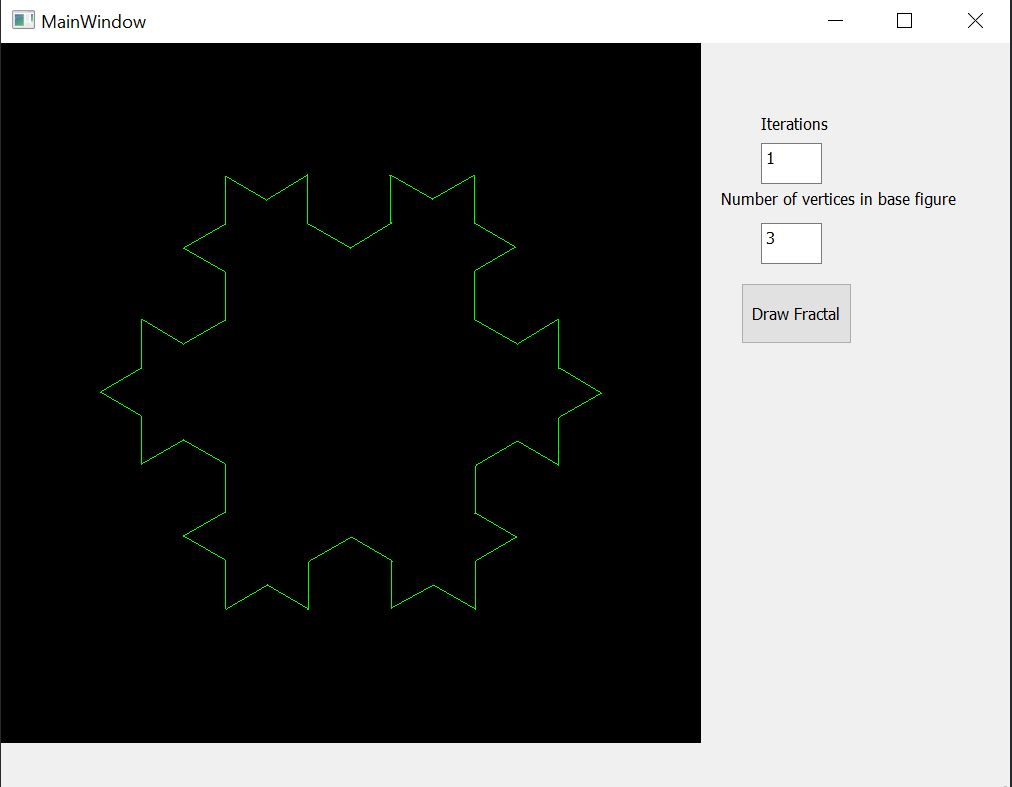 MainWindow
Iterations
1
Number of vertices in base figure
3
Draw Fractal